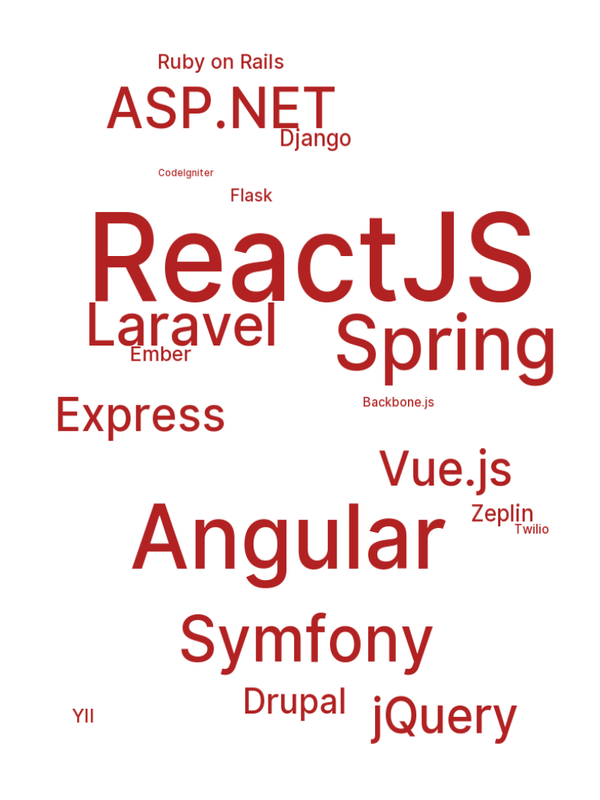 Ruby on Rails
ASP.NET
Django
CodeIgniter
Flask
ReactJS
Laravel
Spring
Ember
Backbone.js
Express
Vue.js
Zeplin
Twilio
Angular
Symfony
Drupal
jQuery
YII